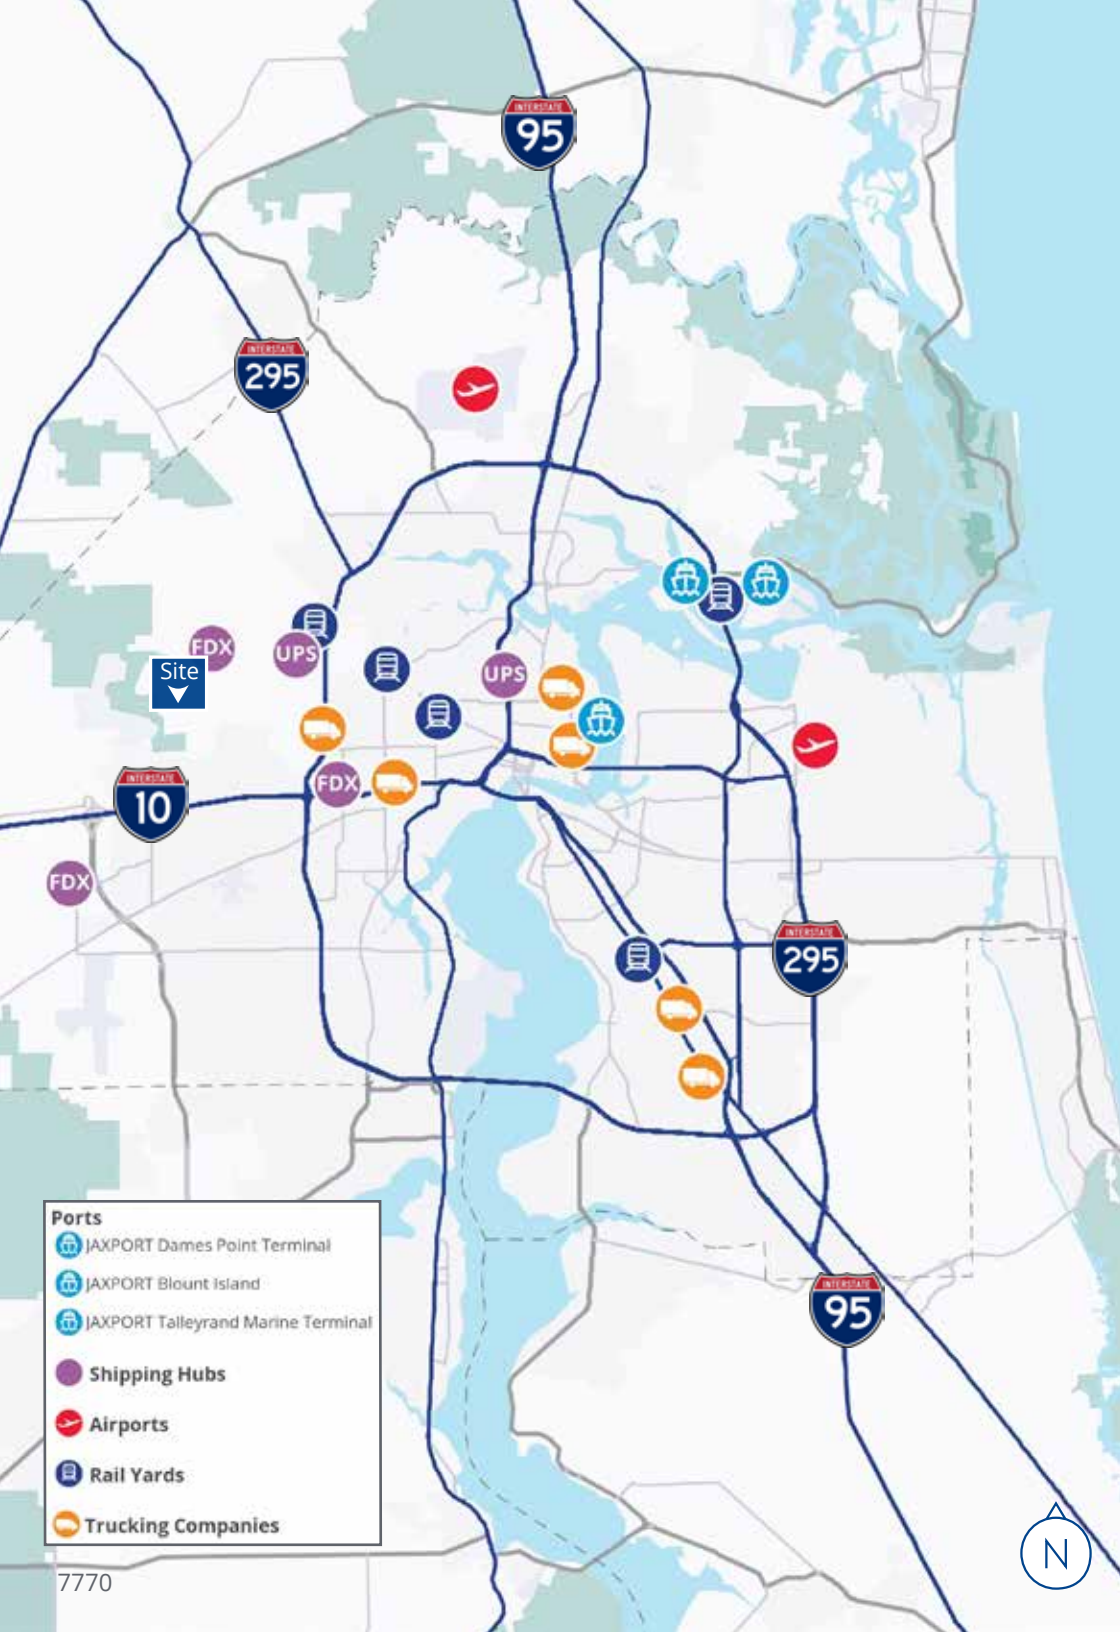 INTERSTATE
95
INTERSTATE
295
FDX
UPS
Site
UPS
FDX
INTERSTATE
10
FDX
INTERSTATE
295
INTERSTATE
95
Ports
JAXPORT Dames Point Terminal
JAXPORT Blount Island
JAXPORT Talleyrand Marine Terminal
Shipping Hubs
Airports
Rail Yards
Trucking Companies
N
7770